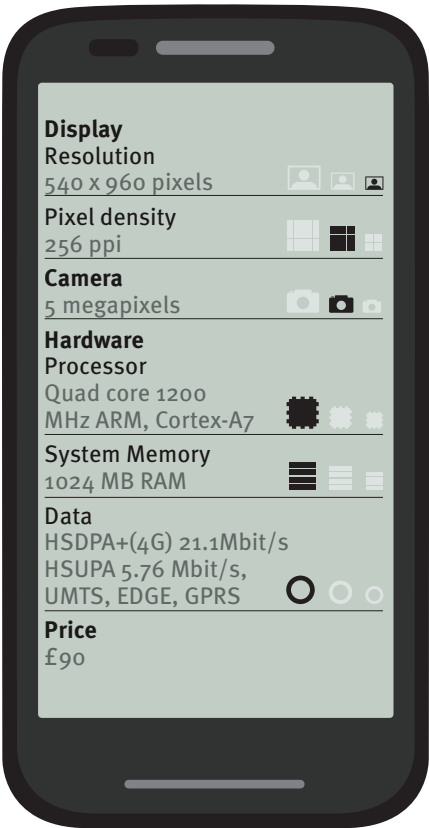 Display
Resolution
540 x 960 pixels
Pixel density
256 ppi
Camera
5 megapixels
Hardware
Processor
Quad core 1200
MHz ARM, Cortex-A7
System Memory
1024 MB RAM
Data
HSDPA+(4G) 21.1Mbit/s
HSUPA 5.76 Mbit/s,
UMTS, EDGE, GPRS
Price
£90